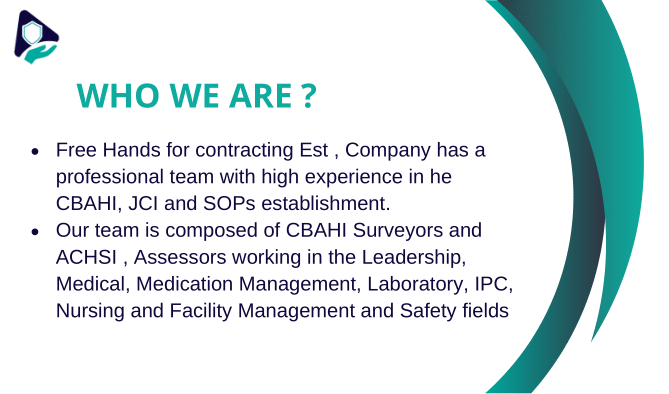 WHO WE ARE ?
• Free Hands for contracting Est , Company has a
professional team with high experience in he
CBAHI, JCI and SOPs establishment.
• Our team is composed of CBAHI Surveyors and
ACHSI , Assessors working in the Leadership,
Medical, Medication Management, Laboratory, IPC,
Nursing and Facility Management and Safety fields